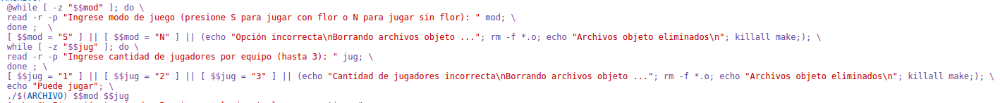 @while [ -z "$$mod" ]; do \
read -r -p "Ingrese modo de juego (presione S para jugar con flor o N para jugar sin flor): " mod; \
done ;  \
[ $$mod = "S" ] || [ $$mod = "N" ] || (echo "Opción incorrecta\nBorrando archivos objeto ..."; rm -f *.o; echo "Archivos objeto eliminados\n"; killall make;); \
while [ -z "$$jug" ]; do \
read -r -p "Ingrese cantidad de jugadores por equipo (hasta 3): " jug; \
done ; \
[ $$jug = "1" ] || [ $$jug = "2" ] || [ $$jug = "3" ] || (echo "Cantidad de jugadores incorrecta\nBorrando archivos objeto ..."; rm -f *.o; echo "Archivos objeto eliminados\n"; killall make;); \
echo "Puede jugar"; \
./$(ARCHIVO) $$mod $$jug